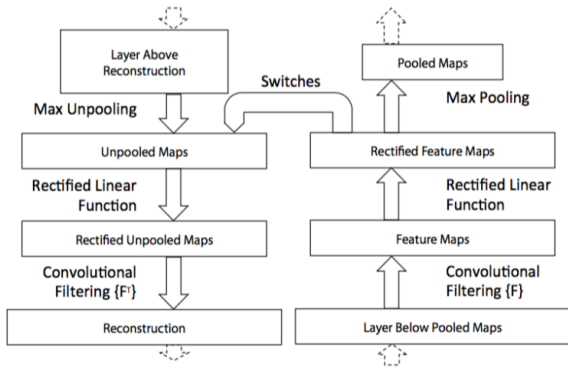 Layer Above
Reconstruction
Max Unpooling
Unpooled Maps
Rectified Linear
Function
Rectified Unpooled Maps
Convolutional
Filtering {Fᵀ}
Reconstruction
Switches
Pooled Maps
Max Pooling
Rectified Feature Maps
Rectified Linear
Function
Feature Maps
Convolutional
Filtering {F}
Layer Below Pooled Maps